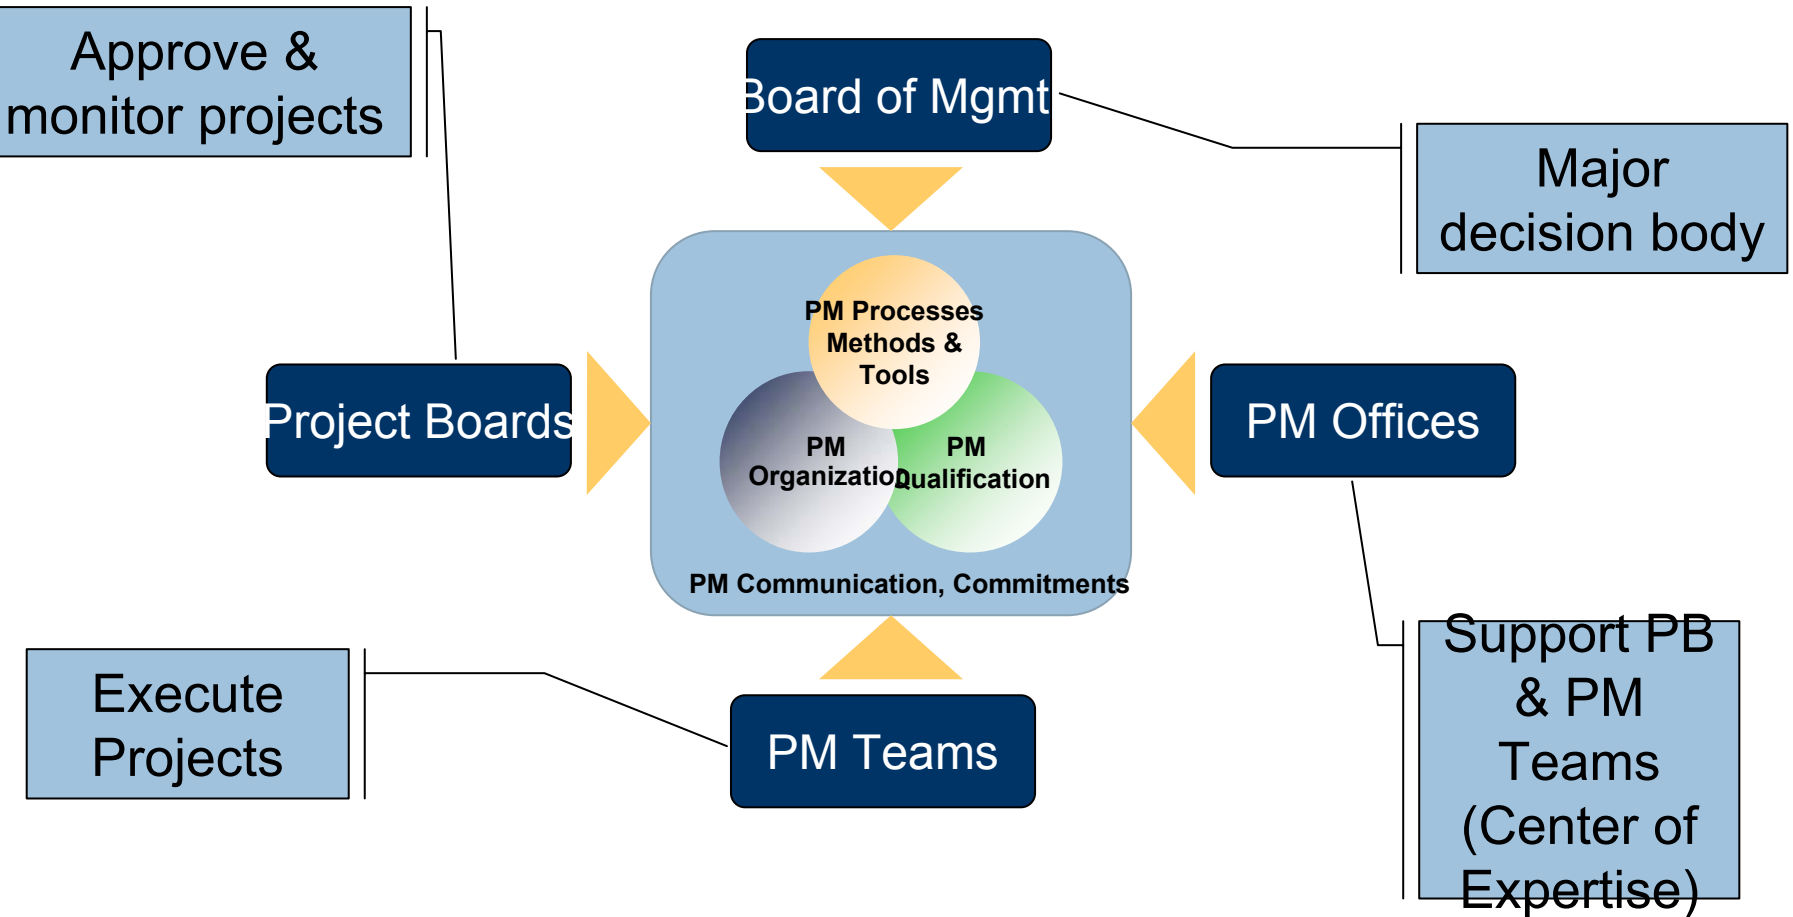 Approve &
monitor projects
Board of Mgmt
Major
decision body
PM Processes
Methods &
Tools
Project Boards
PM
Organization
PM
Qualification
PM Offices
PM Communication, Commitments
Execute
Projects
PM Teams
Support PB
& PM
Teams
(Center of
Expertise)